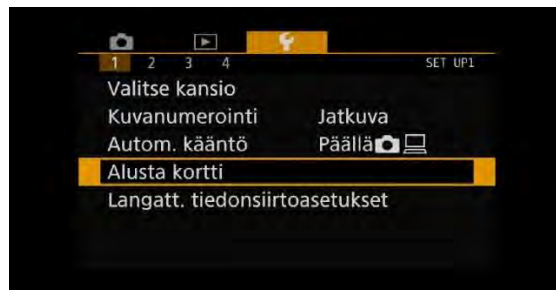 1 2 3 4 SET UP1
Valitse kansio
Kuvanumerointi Jatkuva
Autom. kääntö Päällä
Alusta kortti
Langatt. tiedonsiirtoasetukset